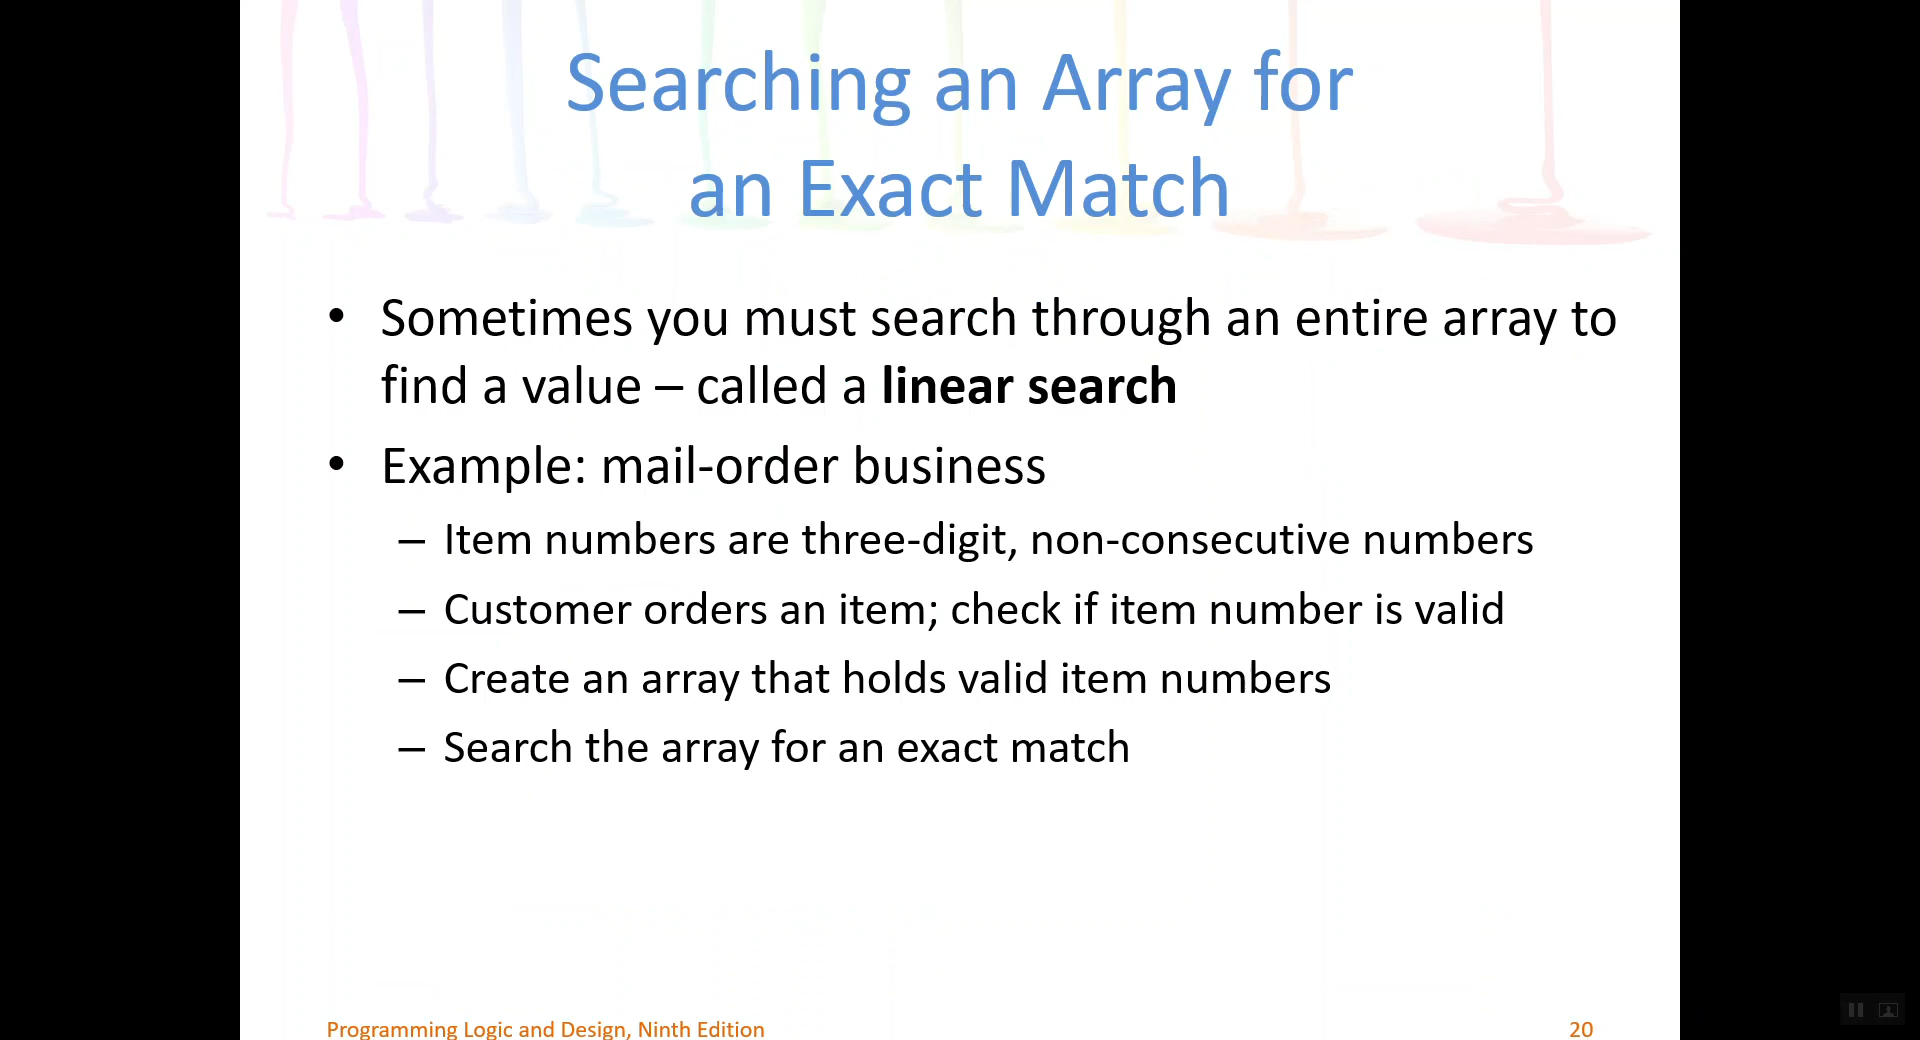 Searching an Array for
an Exact Match
• Sometimes you must search through an entire array to
find a value – called a linear search
• Example: mail-order business
– Item numbers are three-digit, non-consecutive numbers
– Customer orders an item; check if item number is valid
– Create an array that holds valid item numbers
– Search the array for an exact match
Programming Logic and Design, Ninth Edition
20